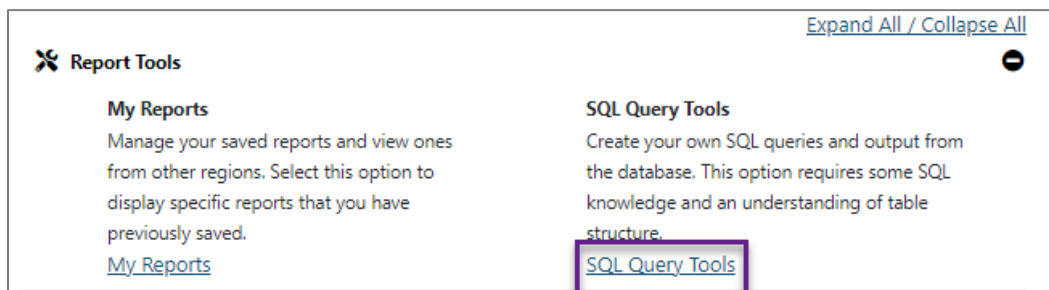 Expand All / Collapse All
Report Tools
My Reports
Manage your saved reports and view ones
from other regions. Select this option to
display specific reports that you have
previously saved.
My Reports
SQL Query Tools
Create your own SQL queries and output from
the database. This option requires some SQL
knowledge and an understanding of table
structure.
SQL Query Tools